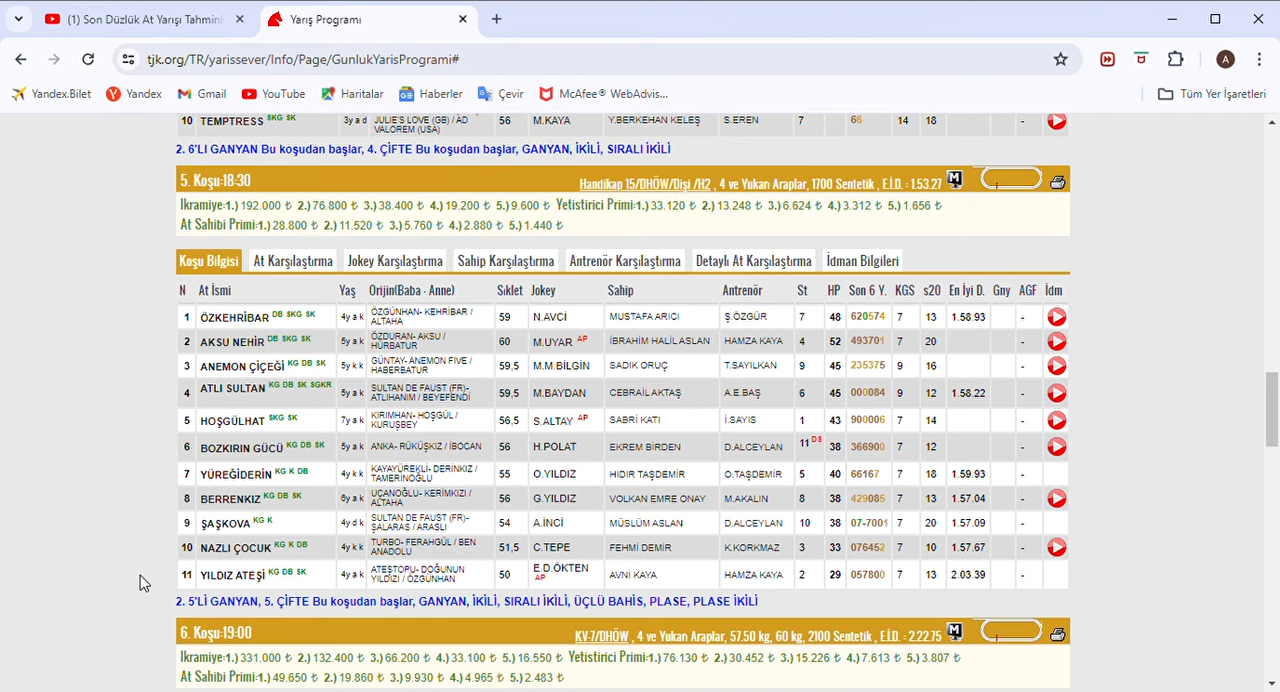 (1) Son Düzlük At Yarışı Tahminl
Yarış Programı
tjk.org/TR/yarissever/Info/Page/GunlukYarisProgrami#
A
Yandex.Bilet Yandex Gmail YouTube Haritalar Haberler Çevir McAfee® WebAdvis... Tüm Yer İşaretleri
10 TEMPTRESS SKG SK 3y a d JULIE'S LOVE (GB) / AD VALOREM (USA) 56 M.KAYA Y.BERKEHAN KELEŞ S.EREN 7 66 14 18 -
2. 6'LI GANYAN Bu koşudan başlar, 4. ÇİFTE Bu koşudan başlar, GANYAN, İKİLİ, SIRALI İKİLİ
5. Koşu:18:30 Handikap 15/DHÖW/Dişi /H2 , 4 ve Yukarı Araplar, 1700 Sentetik , E.İ.D. : 1.53.27 M
İkramiye:1.) 192.000 ₺ 2.) 76.800 ₺ 3.) 38.400 ₺ 4.) 19.200 ₺ 5.) 9.600 ₺ Yetistirici Primi:1.) 33.120 ₺ 2.) 13.248 ₺ 3.) 6.624 ₺ 4.) 3.312 ₺ 5.) 1.656 ₺
At Sahibi Primi:1.) 28.800 ₺ 2.) 11.520 ₺ 3.) 5.760 ₺ 4.) 2.880 ₺ 5.) 1.440 ₺
Koşu Bilgisi At Karşılaştırma Jokey Karşılaştırma Sahip Karşılaştırma Antrenör Karşılaştırma Detaylı At Karşılaştırma İdman Bilgileri
N At İsmi Yaş Orijin(Baba - Anne) Sıklet Jokey Sahip Antrenör St HP Son 6 Y. KGS s20 En İyi D. Gny AGF İdm
1 ÖZKEHRİBAR DB SKG SK 4y a k ÖZGÜNHAN- KEHRİBAR / ALTAHA 59 N.AVCİ MUSTAFA ARICI Ş.ÖZGÜR 7 48 620574 7 13 1.58.93 -
2 AKSU NEHİR DB SKG SK 5y a k ÖZDURAN- AKSU / HÜRBATUR 60 M.UYAR AP İBRAHİM HALİL ASLAN HAMZA KAYA 4 52 493701 7 20 -
3 ANEMON ÇİÇEĞİ KG DB SK 5y k k GÜNTAY- ANEMON FIVE / HABERBATUR 59,5 M.M.BİLGİN SADIK ORUÇ T.SAYILKAN 9 45 235375 9 16 -
4 ATLI SULTAN KG DB SK SGKR 5y a k SULTAN DE FAUST (FR)- ATLIHANIM / BEYEFENDİ 59,5 M.BAYDAN CEBRAİL AKTAŞ A.E.BAŞ 6 45 000084 9 12 1.58.22 -
5 HOŞGÜLHAT SKG SK 7y a k KIRIMHAN- HOŞGÜL / KURUŞBEY 56,5 S.ALTAY AP SABRİ KATI İ.SAYIS 1 43 900006 7 14 -
6 BOZKIRIN GÜCÜ KG DB SK 5y a k ANKA- RÜKÜŞKIZ / İBOCAN 56 H.POLAT EKREM BİRDEN D.ALCEYLAN 11 DS 38 366900 7 12 -
7 YÜREĞİDERİN KG K DB 4y k k KAYAYÜREKLİ- DERİNKIZ / TAMERİNOĞLU 55 O.YILDIZ HIDIR TAŞDEMİR O.TAŞDEMİR 5 40 66167 7 18 1.59.93 -
8 BERRENKIZ KG DB SK 8y a k UÇANOĞLU- KERİMKIZI / ALTAHA 56 G.YILDIZ VOLKAN EMRE ONAY M.AKALIN 8 38 429085 7 13 1.57.04 -
9 ŞAŞKOVA KG K 4y d k SULTAN DE FAUST (FR)- ŞALARAS / ARASLI 54 A.İNCİ MÜSLÜM ASLAN D.ALCEYLAN 10 38 07-7001 7 20 1.57.09 -
10 NAZLI ÇOCUK KG K DB 4y k k TURBO- FERAHGÜL / BEN ANADOLU 51,5 C.TEPE FEHMİ DEMİR K.KORKMAZ 3 33 076452 7 10 1.57.67 -
11 YILDIZ ATEŞİ KG DB SK 4y a k ATESTOPU- DOĞUNUN YILDIZI / ÖZGÜNHAN 50 E.D.ÖKTEN AP AVNİ KAYA HAMZA KAYA 2 29 057800 7 13 2.03.39 -
2. 5'Lİ GANYAN, 5. ÇİFTE Bu koşudan başlar, GANYAN, İKİLİ, SIRALI İKİLİ, ÜÇLÜ BAHİS, PLASE, PLASE İKİLİ
6. Koşu:19:00 KV-7/DHÖW , 4 ve Yukarı Araplar, 57.50 kg, 60 kg, 2100 Sentetik , E.İ.D. : 2.22.75 M
İkramiye:1.) 331.000 ₺ 2.) 132.400 ₺ 3.) 66.200 ₺ 4.) 33.100 ₺ 5.) 16.550 ₺ Yetistirici Primi:1.) 76.130 ₺ 2.) 30.452 ₺ 3.) 15.226 ₺ 4.) 7.613 ₺ 5.) 3.807 ₺
At Sahibi Primi:1.) 49.650 ₺ 2.) 19.860 ₺ 3.) 9.930 ₺ 4.) 4.965 ₺ 5.) 2.483 ₺